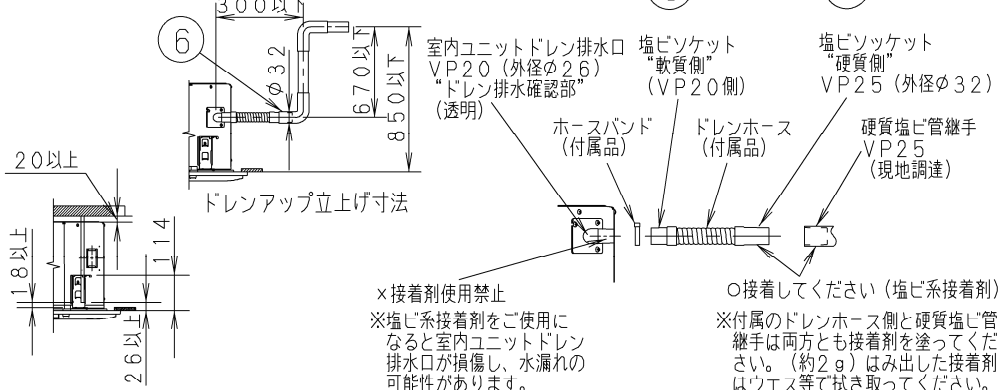 300以下
⑥
φ32
670以下
850以下
ドレンアップ立上げ寸法
20以上
18以上
114
26以上
室内ユニットドレン排水口
VP20(外径φ26)
“ドレン排水確認部”
(透明)
塩ビソケット
“軟質側”
(VP20側)
塩ビソッケット
“硬質側”
VP25(外径φ32)
ホースバンド
(付属品)
ドレンホース
(付属品)
硬質塩ビ管継手
VP25
(現地調達)
×接着剤使用禁止
※塩ビ系接着剤をご使用に
なると室内ユニットドレン
排水口が損傷し、水漏れの
可能性があります。
○接着してください(塩ビ系接着剤)
※付属のドレンホース側と硬質塩ビ管
継手は両方とも接着剤を塗ってくだ
さい。(約2g)はみ出した接着剤
はウエス等で拭き取ってください。